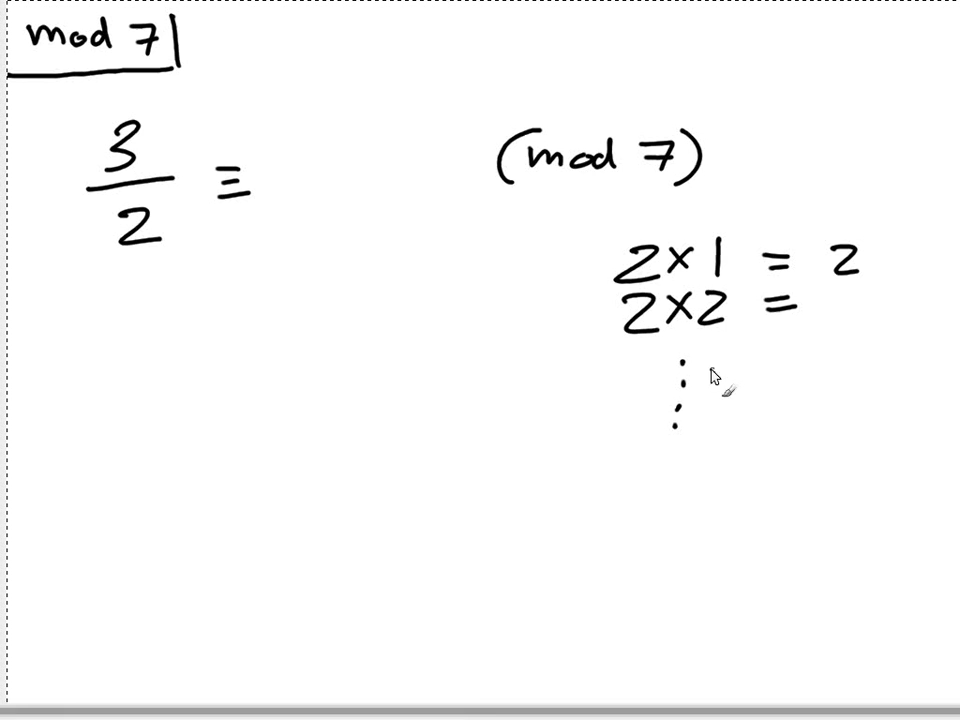 mod 7
3
2 ≡
(mod 7)
2×1 = 2
2×2 =
⋮